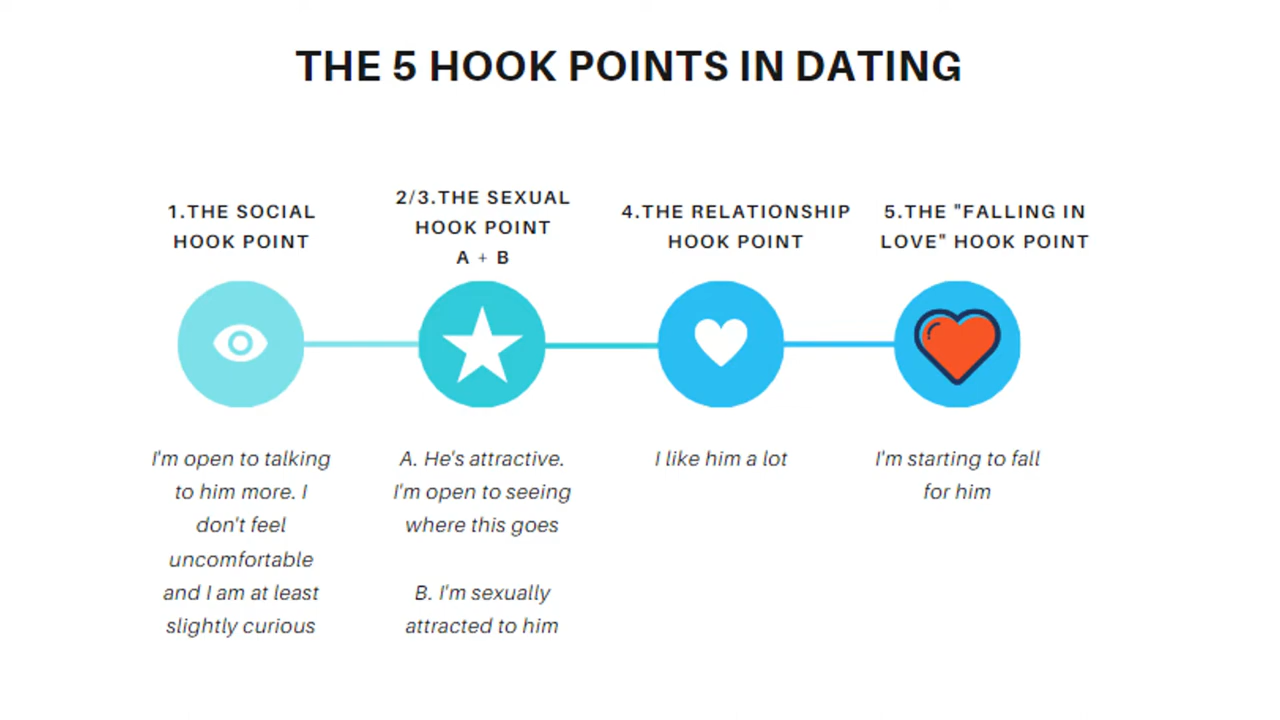 THE 5 HOOK POINTS IN DATING
1.THE SOCIAL
HOOK POINT
2/3.THE SEXUAL
HOOK POINT
A + B
4.THE RELATIONSHIP
HOOK POINT
5.THE "FALLING IN
LOVE" HOOK POINT
I'm open to talking
to him more. I
don't feel
uncomfortable
and I am at least
slightly curious
A. He's attractive.
I'm open to seeing
where this goes
B. I'm sexually
attracted to him
I like him a lot
I'm starting to fall
for him